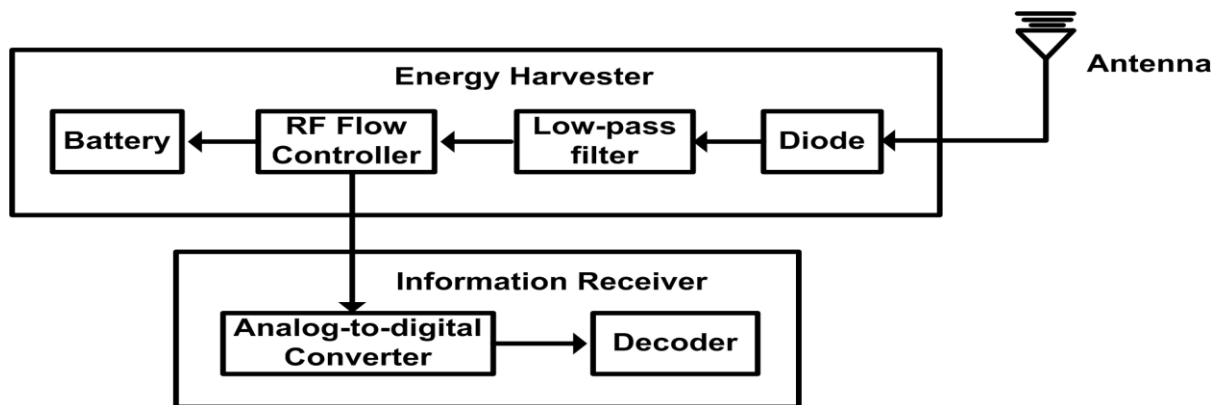 Antenna
Energy Harvester
Battery
RF Flow
Controller
Low-pass
filter
Diode
Information Receiver
Analog-to-digital
Converter
Decoder